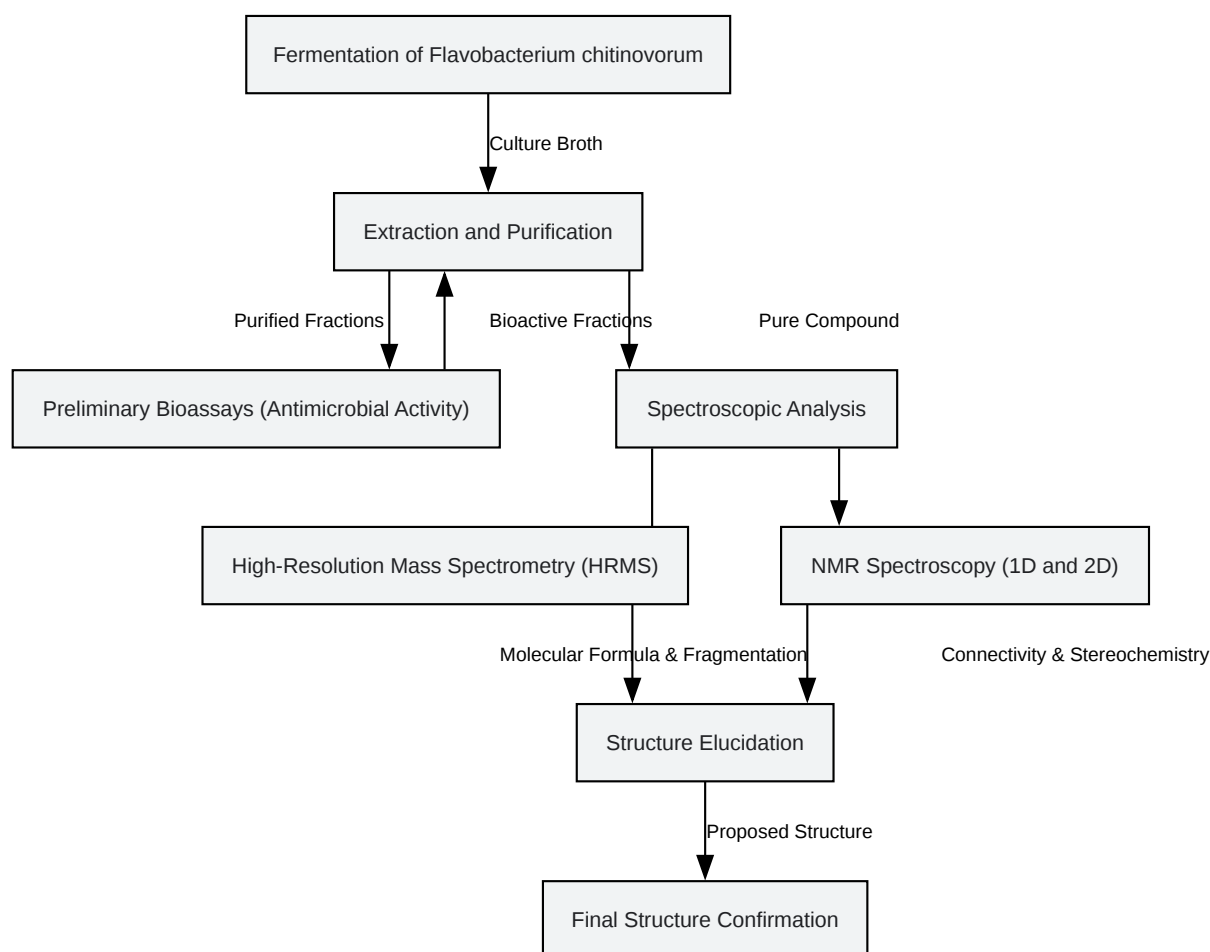 Fermentation of Flavobacterium chitinovorum
Culture Broth
Extraction and Purification
Purified Fractions
Bioactive Fractions
Pure Compound
Preliminary Bioassays (Antimicrobial Activity)
Spectroscopic Analysis
High-Resolution Mass Spectrometry (HRMS)
NMR Spectroscopy (1D and 2D)
Molecular Formula & Fragmentation
Connectivity & Stereochemistry
Structure Elucidation
Proposed Structure
Final Structure Confirmation